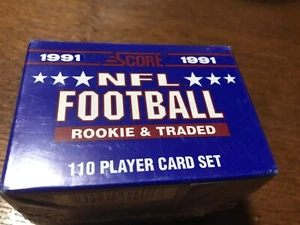 1991 SCORE 1991
NFL
FOOTBALL
ROOKIE & TRADED
110 PLAYER CARD SET